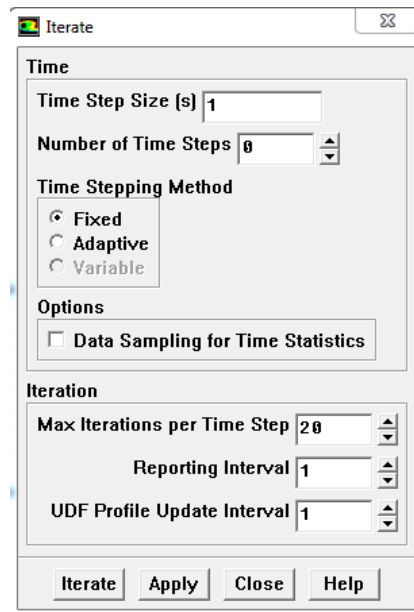 Iterate
Time
Time Step Size (s) 1
Number of Time Steps 0
Time Stepping Method
Fixed
Adaptive
Variable
Options
Data Sampling for Time Statistics
Iteration
Max Iterations per Time Step 20
Reporting Interval 1
UDF Profile Update Interval 1
Iterate Apply Close Help